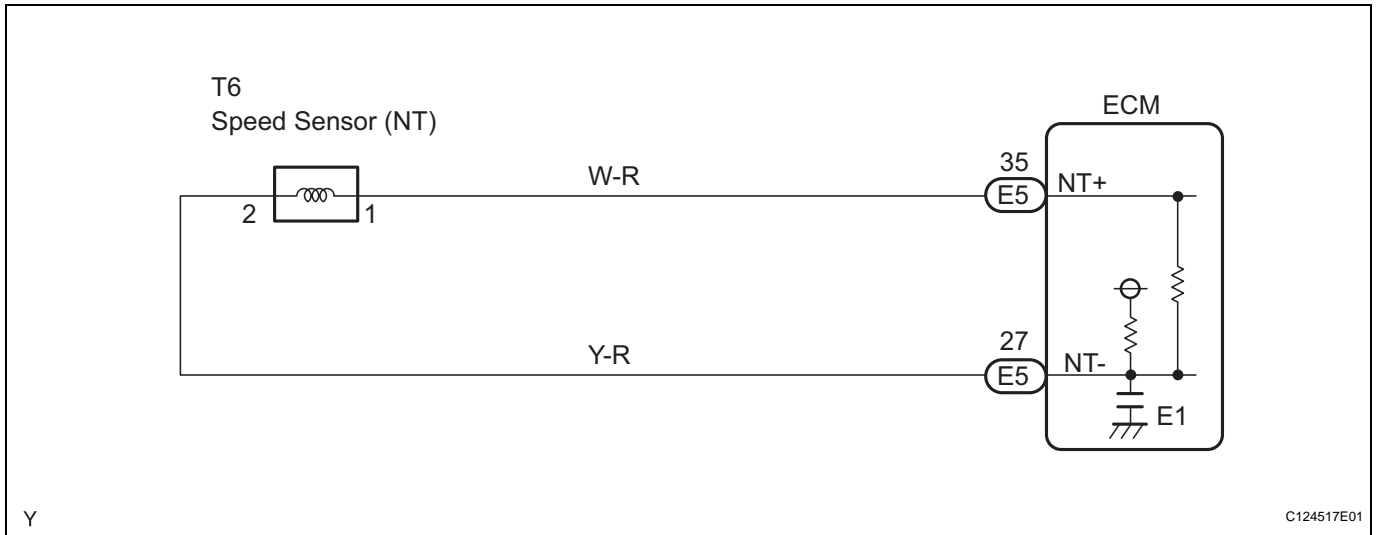 T6
Speed Sensor (NT)
ECM
W-R
35
E5
NT+
2
1
Y-R
27
E5
NT-
E1
Y
C124517E01